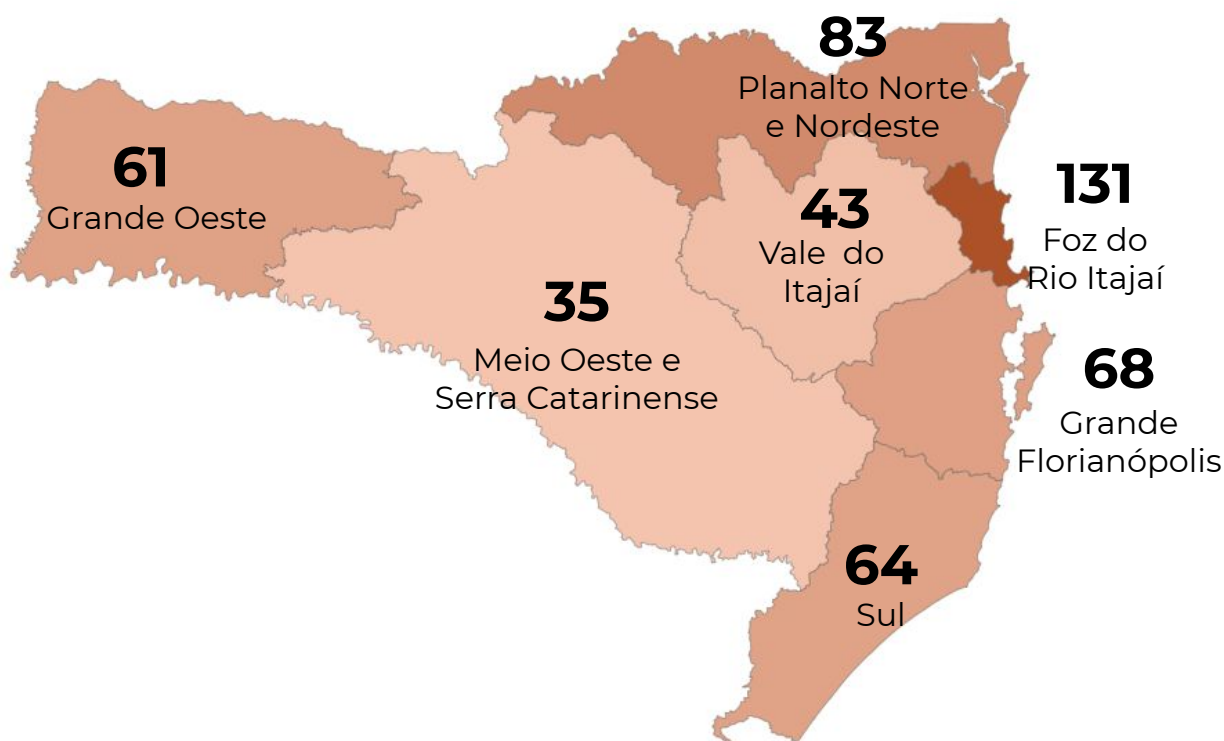 83
Planalto Norte
e Nordeste
61
Grande Oeste
131
Foz do
Rio Itajaí
43
Vale do
Itajaí
35
Meio Oeste e
Serra Catarinense
68
Grande
Florianópolis
64
Sul